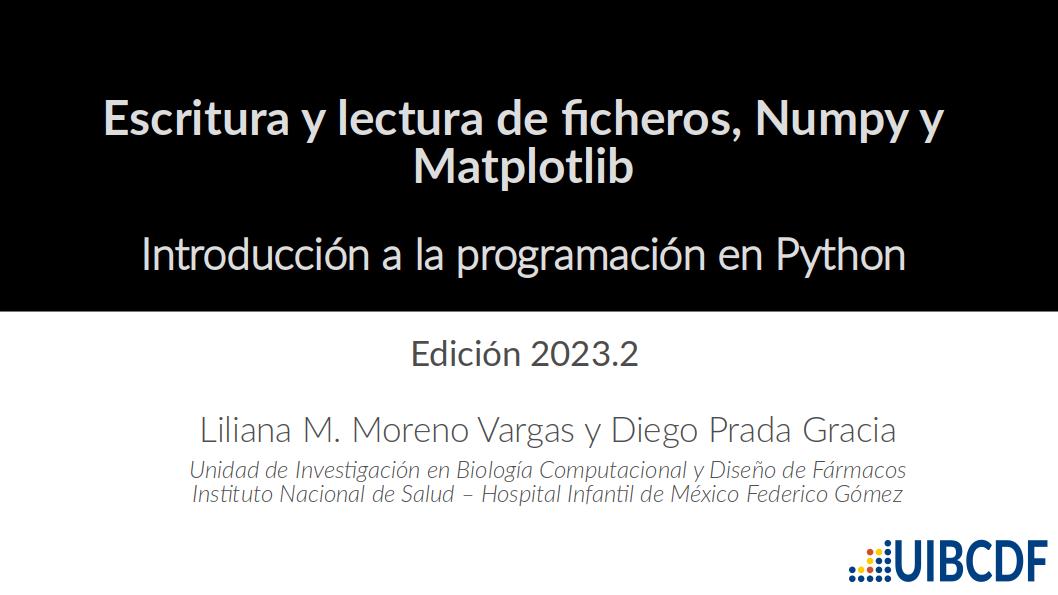 Escritura y lectura de ficheros, Numpy y
Matplotlib
Introducción a la programación en Python
Edición 2023.2
Liliana M. Moreno Vargas y Diego Prada Gracia
Unidad de Investigación en Biología Computacional y Diseño de Fármacos
Instituto Nacional de Salud – Hospital Infantil de México Federico Gómez
UIBCDF